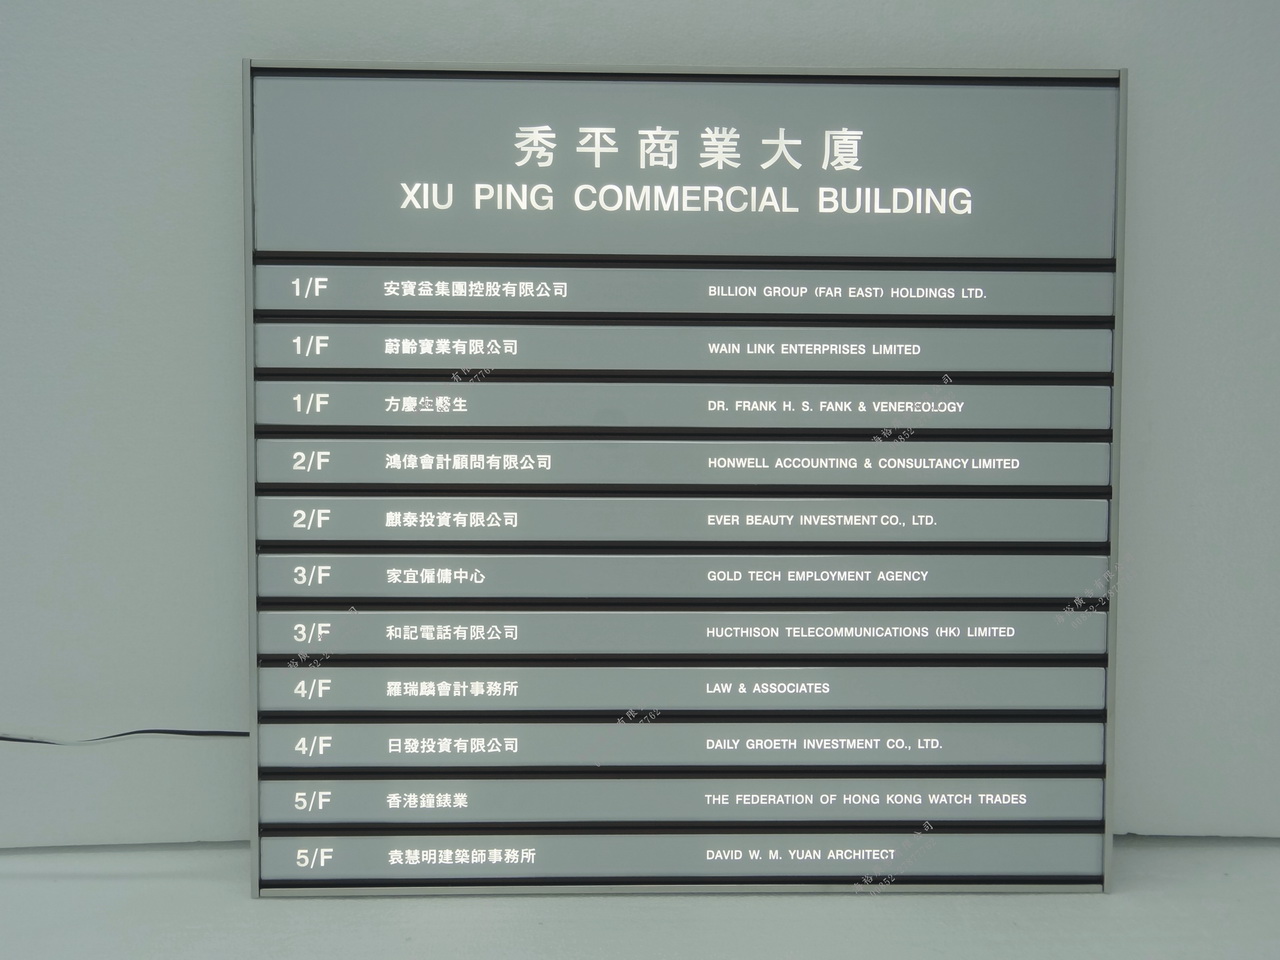 秀平商業大廈
XIU PING COMMERCIAL BUILDING
1/F 安寶益集團控股有限公司 BILLION GROUP (FAR EAST) HOLDINGS LTD.
1/F 蔚齡寶業有限公司 WAIN LINK ENTERPRISES LIMITED
1/F 方慶生醫生 DR. FRANK H. S. FANK & VENEREOLOGY
2/F 鴻偉會計顧問有限公司 HONWELL ACCOUNTING & CONSULTANCY LIMITED
2/F 麒泰投資有限公司 EVER BEAUTY INVESTMENT CO., LTD.
3/F 家宜僱傭中心 GOLD TECH EMPLOYMENT AGENCY
3/F 和記電話有限公司 HUCTHISON TELECOMMUNICATIONS (HK) LIMITED
4/F 羅瑞麟會計事務所 LAW & ASSOCIATES
4/F 日發投資有限公司 DAILY GROETH INVESTMENT CO., LTD.
5/F 香港鐘錶業 THE FEDERATION OF HONG KONG WATCH TRADES
5/F 袁慧明建築師事務所 DAVID W. M. YUAN ARCHITECT